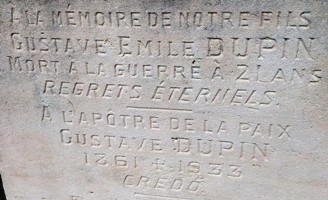 A LA MÉMOIRE DE NOTRE FILS
GUSTAVE EMILE DUPIN
MORT A LA GUERRE A 21 ANS
REGRETS ÉTERNELS.
A L'APÔTRE DE LA PAIX
GUSTAVE DUPIN
1861 + 1933
CREDO